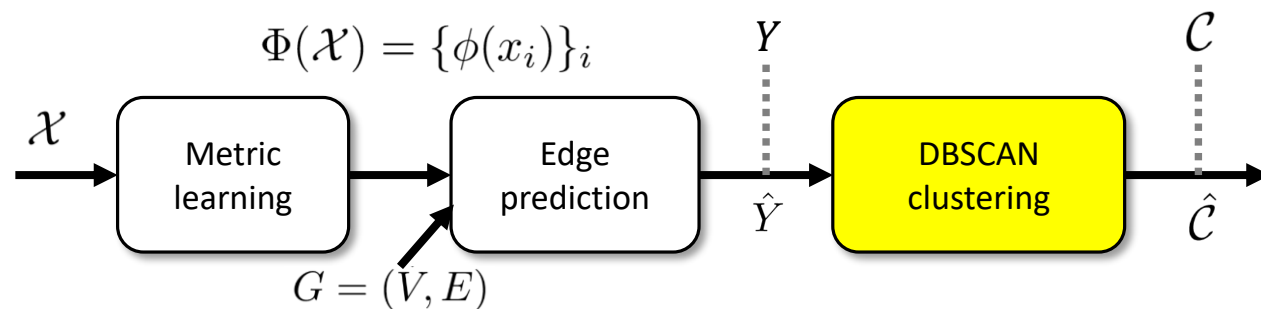 Φ(𝒳) = {ϕ(xᵢ)}ᵢ
Y
𝒞
𝒳
Metric
learning
Edge
prediction
DBSCAN
clustering
Ŷ
𝒞̂
G = (V, E)